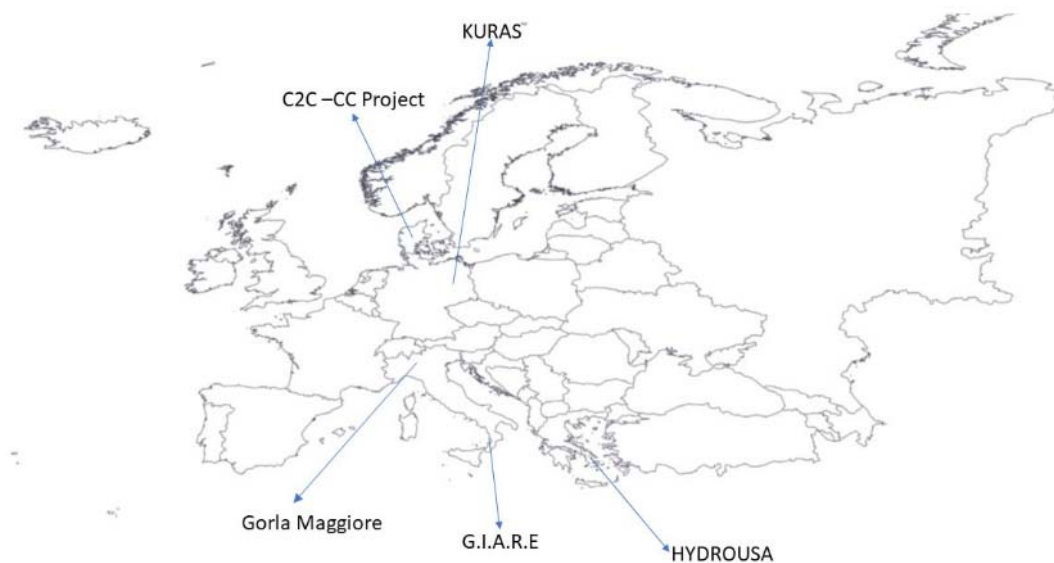 KURAS
C2C –CC Project
Gorla Maggiore
G.I.A.R.E
HYDROUSA